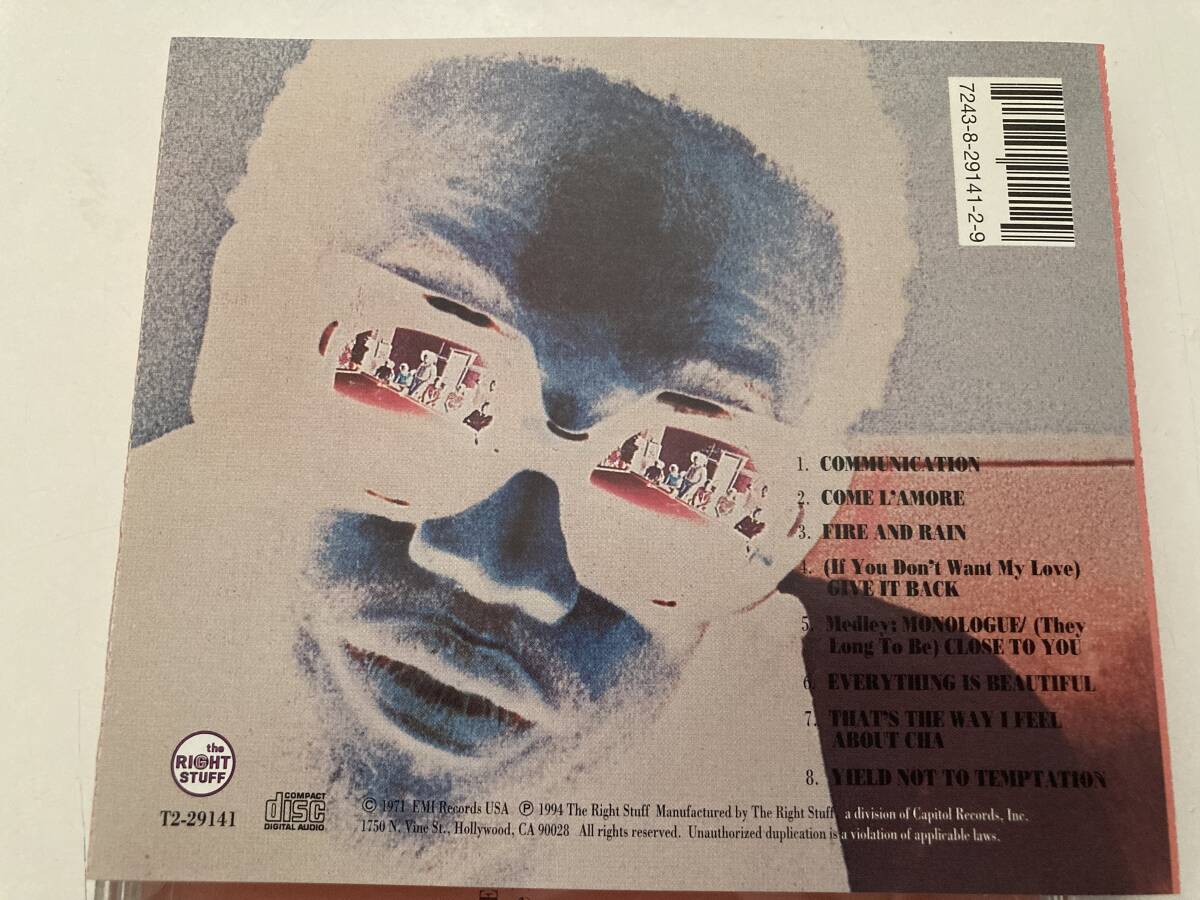 7243-8-29141-2-9
1. COMMUNICATION
2. COME L'AMORE
3. FIRE AND RAIN
4. (If You Don't Want My Love)
GIVE IT BACK
5. Medley: MONOLOGUE/ (They
Long To Be) CLOSE TO YOU
6. EVERYTHING IS BEAUTIFUL
7. THAT'S THE WAY I FEEL
ABOUT CHA
8. YIELD NOT TO TEMPTATION
the
RIGHT
STUFF
T2-29141
COMPACT
disc
DIGITAL AUDIO
© 1971 EMI Records USA ℗ 1994 The Right Stuff Manufactured by The Right Stuff a division of Capitol Records, Inc.
1750 N. Vine St., Hollywood, CA 90028 All rights reserved. Unauthorized duplication is a violation of applicable laws.